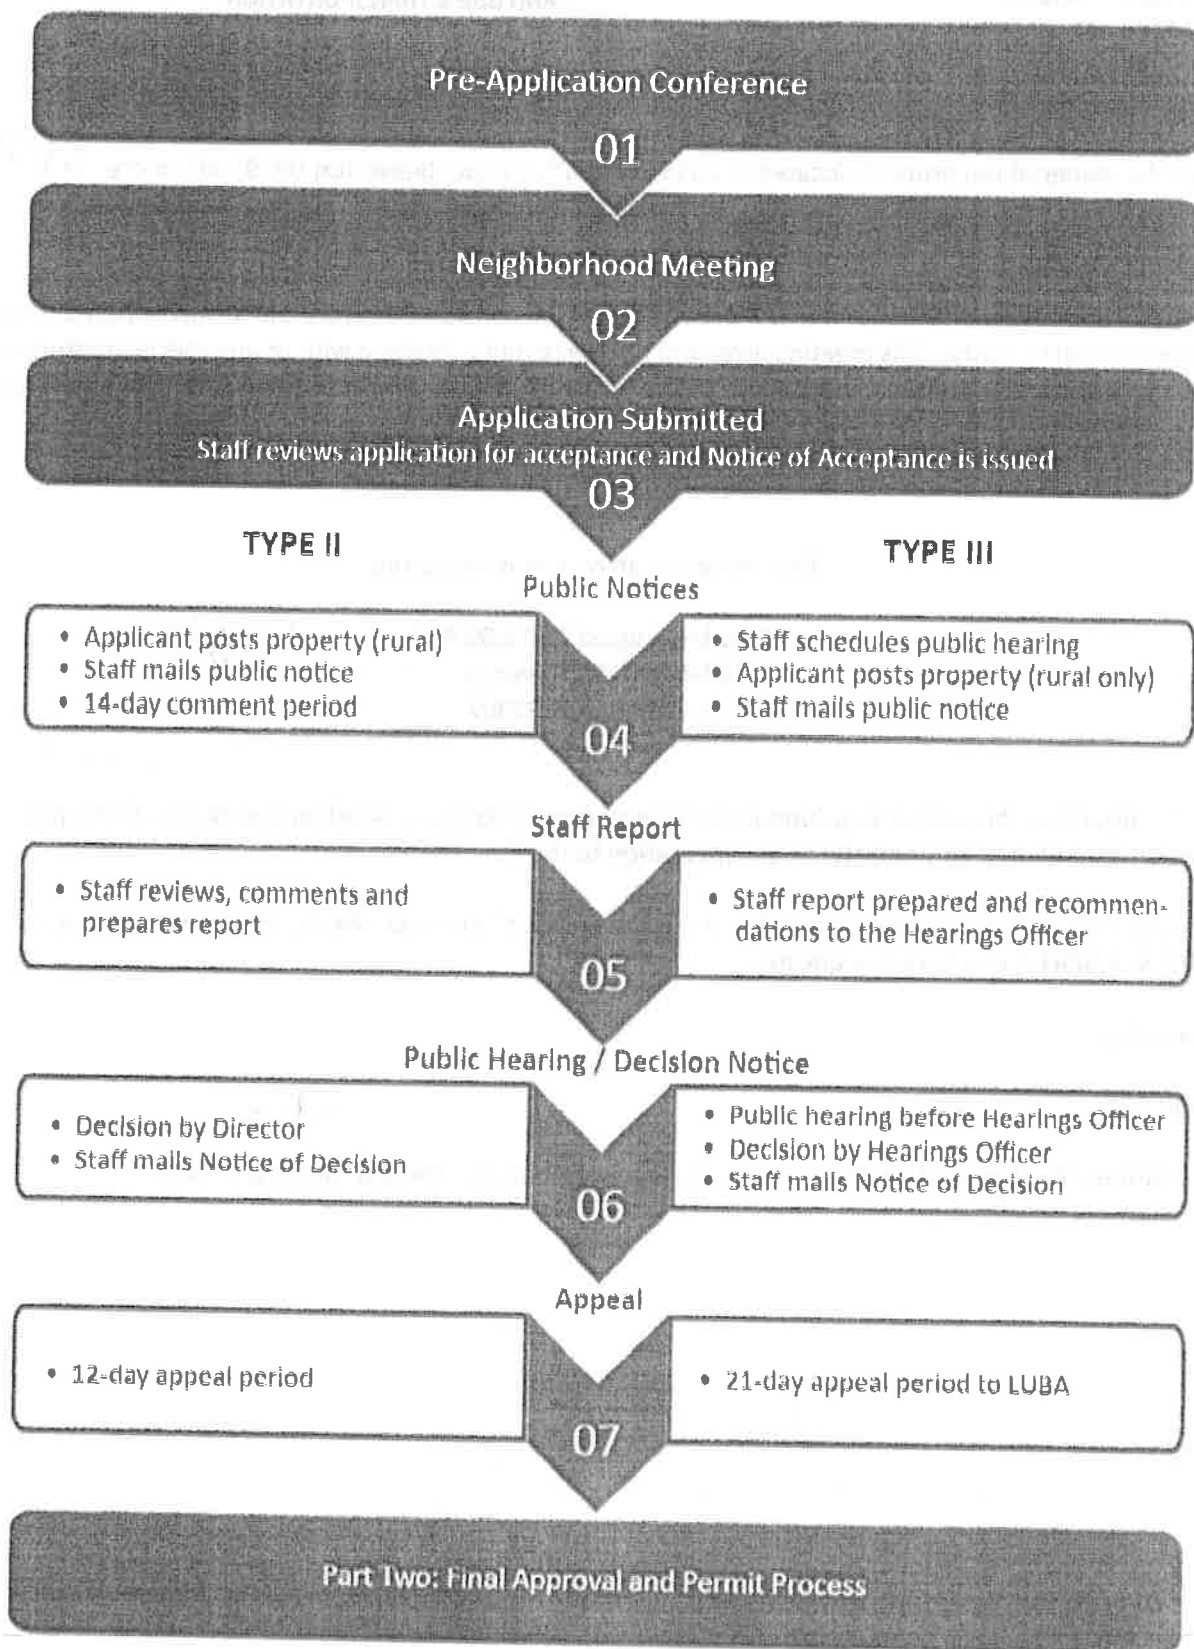 Pre-Application Conference
01
Neighborhood Meeting
02
Application Submitted
Staff reviews application for acceptance and Notice of Acceptance is issued
03
TYPE II
TYPE III
Public Notices
• Applicant posts property (rural)
• Staff mails public notice
• 14-day comment period
• Staff schedules public hearing
• Applicant posts property (rural only)
• Staff mails public notice
04
Staff Report
• Staff reviews, comments and
prepares report
• Staff report prepared and recommen-
dations to the Hearings Officer
05
Public Hearing / Decision Notice
• Decision by Director
• Staff mails Notice of Decision
• Public hearing before Hearings Officer
• Decision by Hearings Officer
• Staff mails Notice of Decision
06
Appeal
• 12-day appeal period
• 21-day appeal period to LUBA
07
Part Two: Final Approval and Permit Process